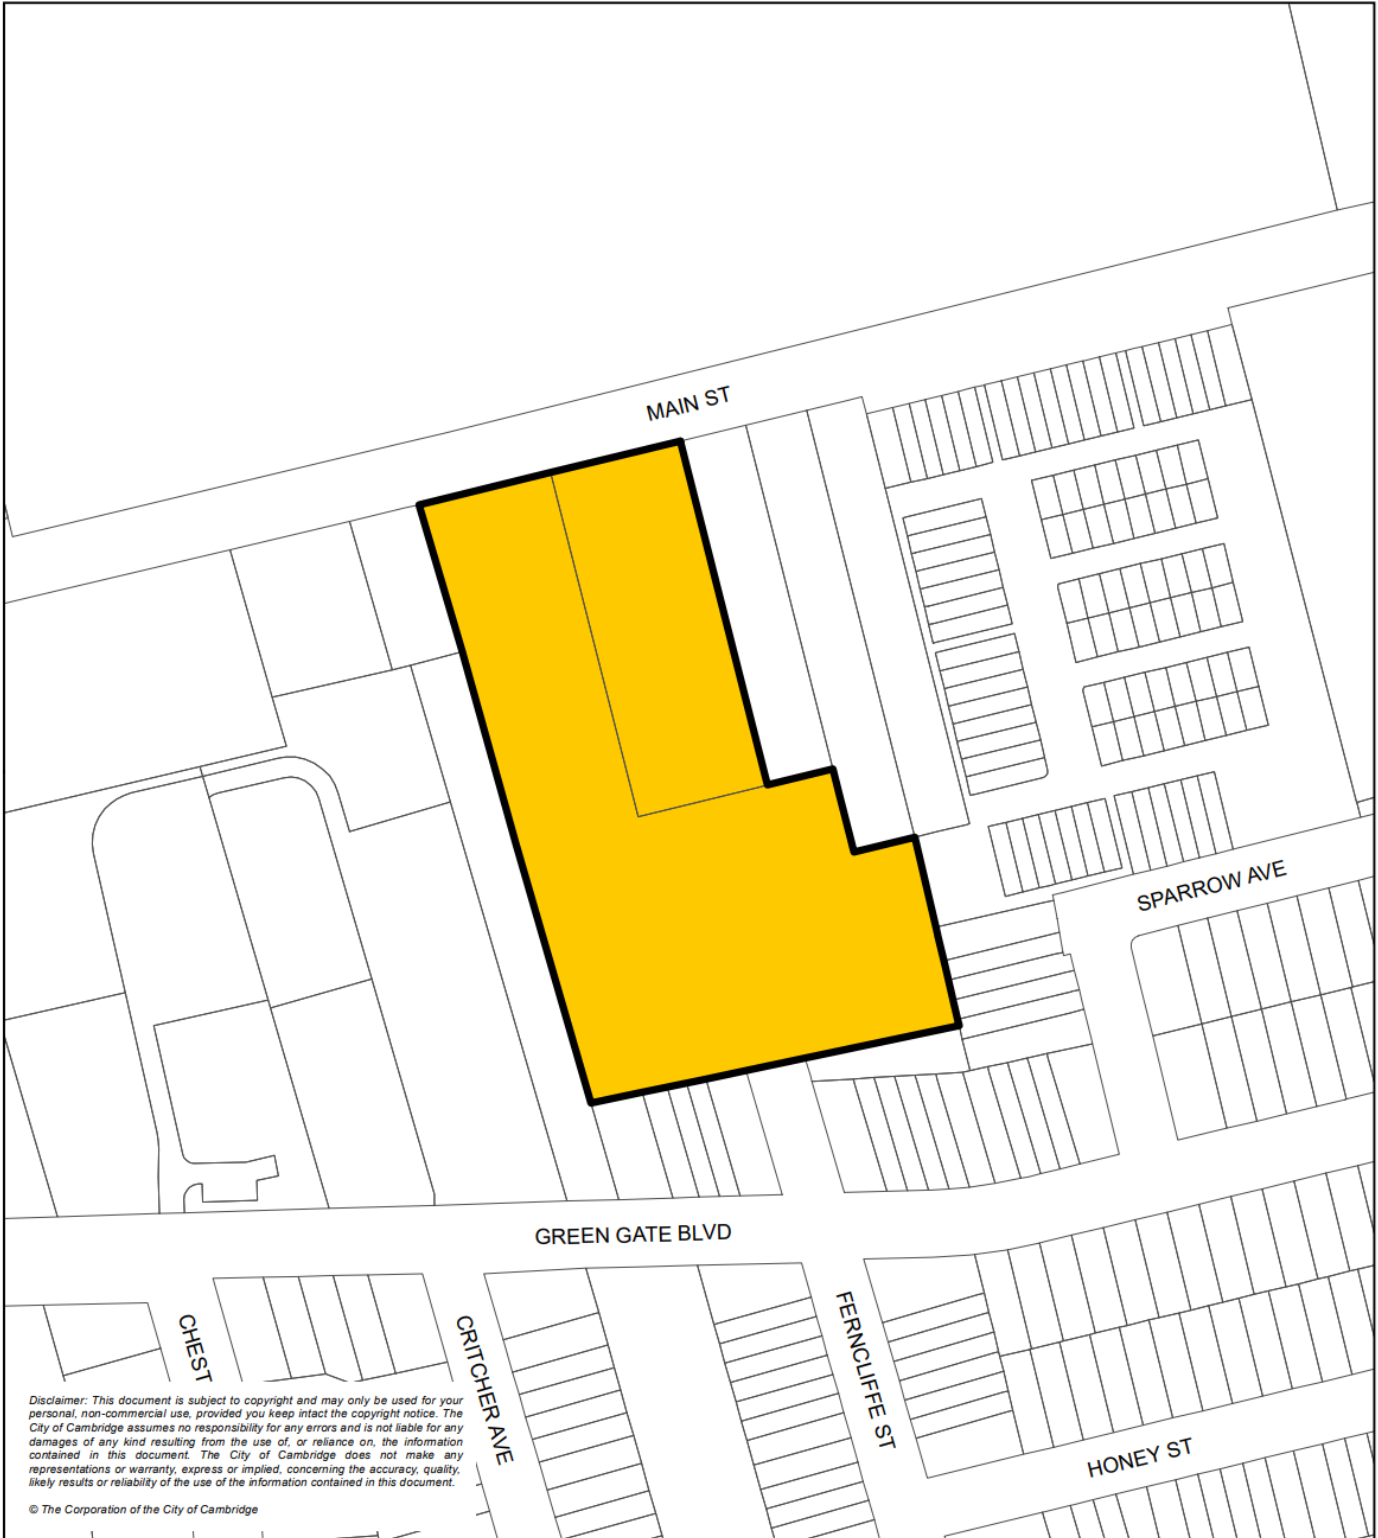 MAIN ST
SPARROW AVE
GREEN GATE BLVD
CHEST
CRITCHER AVE
FERNCLIFFE ST
HONEY ST
Disclaimer: This document is subject to copyright and may only be used for your
personal, non-commercial use, provided you keep intact the copyright notice. The
City of Cambridge assumes no responsibility for any errors and is not liable for any
damages of any kind resulting from the use of, or reliance on, the information
contained in this document. The City of Cambridge does not make any
representations or warranty, express or implied, concerning the accuracy, quality,
likely results or reliability of the use of the information contained in this document.
© The Corporation of the City of Cambridge